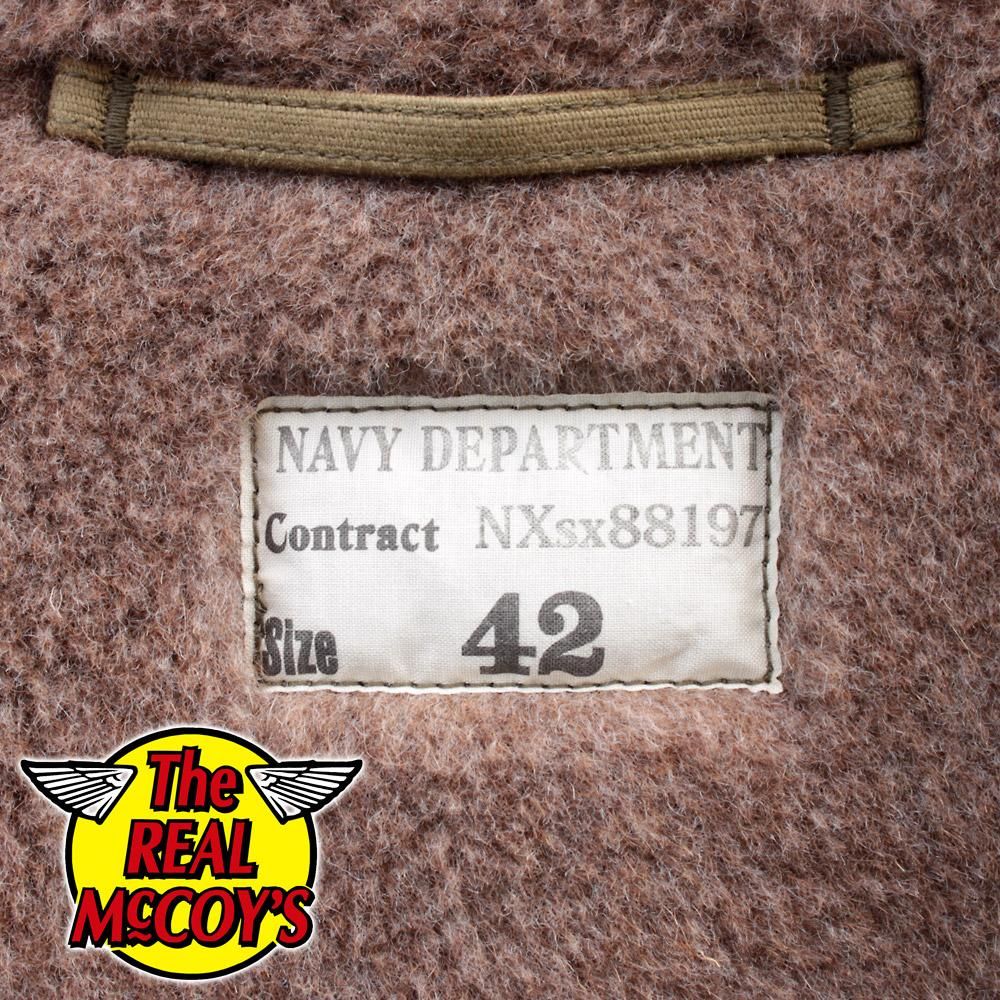 NAVY DEPARTMENT
Contract NXsx88197
Size 42
The
REAL
McCOY'S